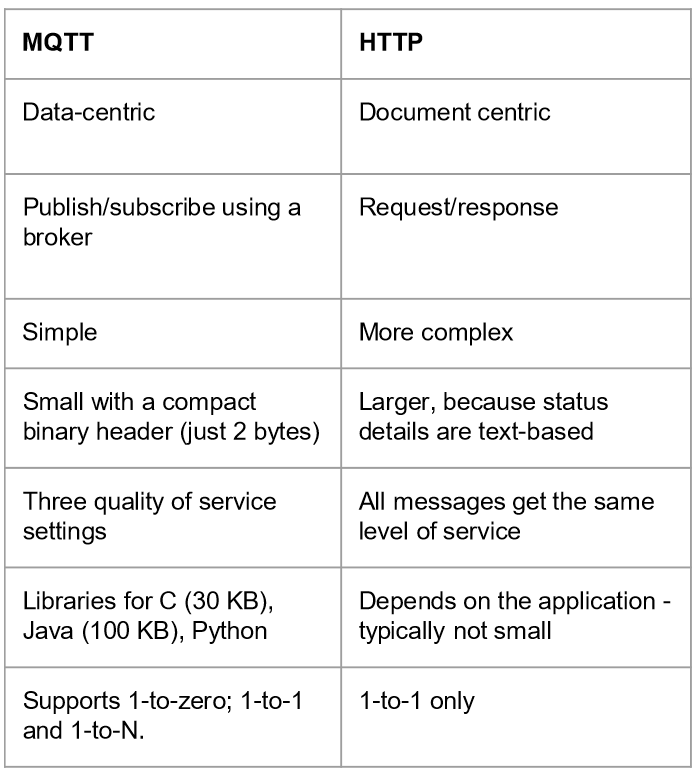 MQTT
HTTP
Data-centric
Document centric
Publish/subscribe using a
broker
Request/response
Simple
More complex
Small with a compact
binary header (just 2 bytes)
Larger, because status
details are text-based
Three quality of service
settings
All messages get the same
level of service
Libraries for C (30 KB),
Java (100 KB), Python
Depends on the application -
typically not small
Supports 1-to-zero; 1-to-1
and 1-to-N.
1-to-1 only